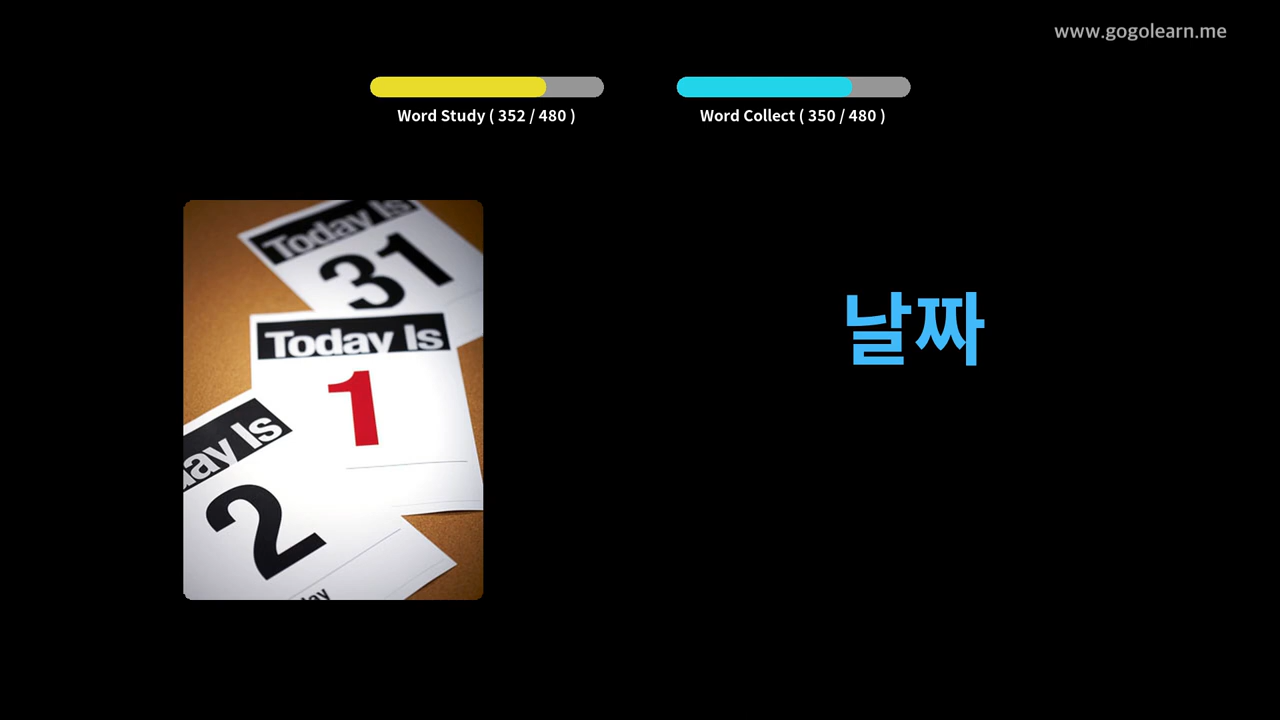 www.gogolearn.me
Word Study ( 352 / 480 )
Word Collect ( 350 / 480 )
Today Is
31
Today Is
1
ay Is
2
날짜